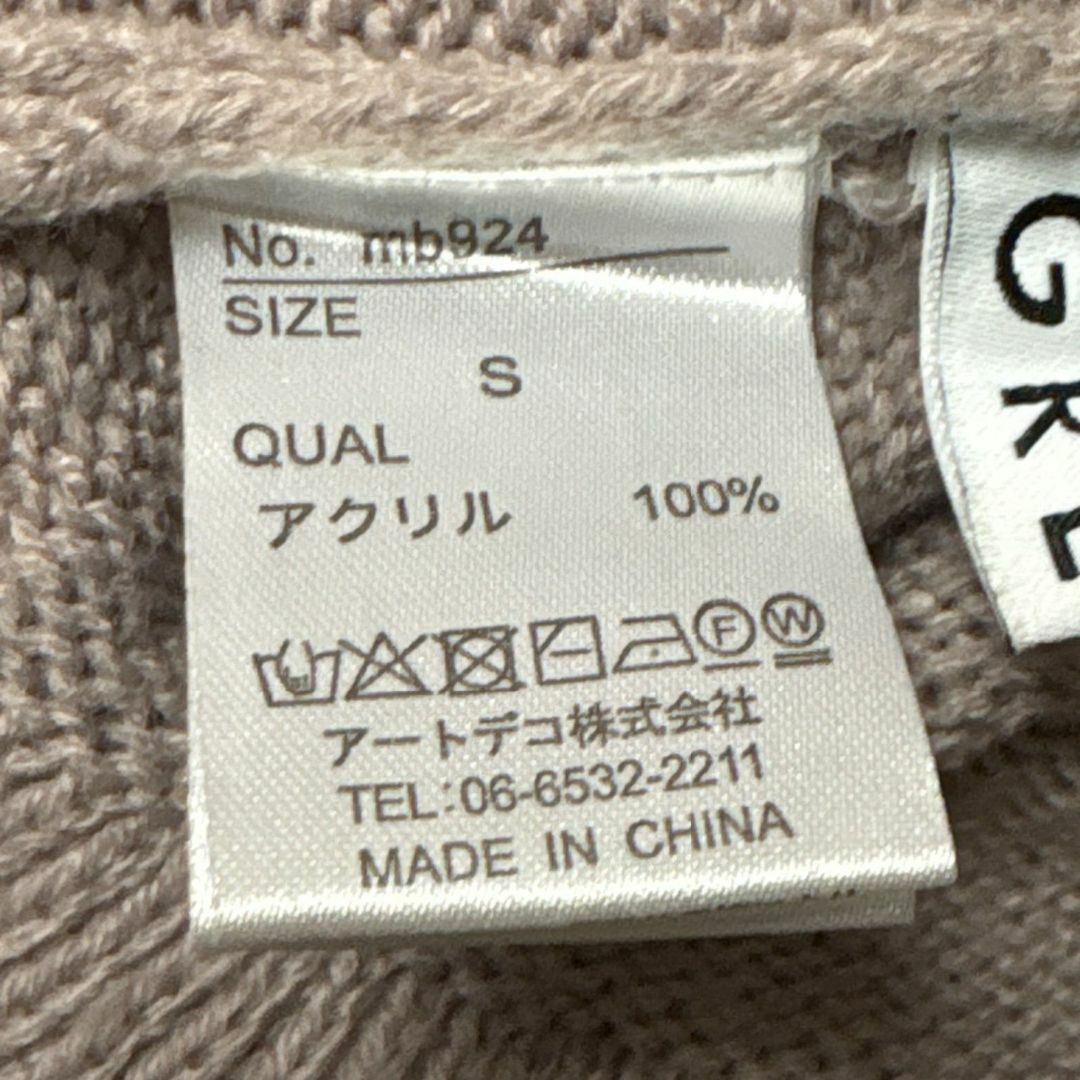 No. mb924
SIZE
S
QUAL
アクリル 100%
F W
アートデコ株式会社
TEL:06-6532-2211
MADE IN CHINA
GRL